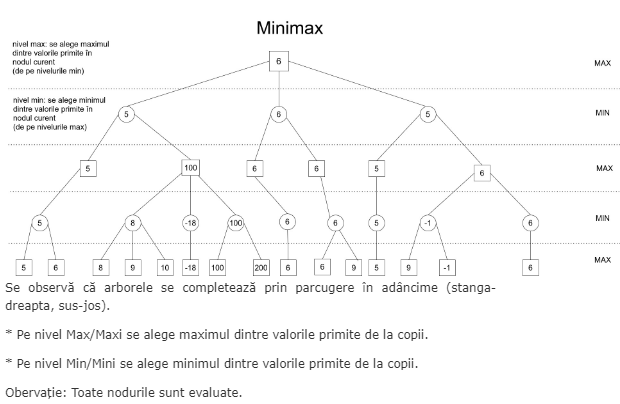 Minimax
nivel max: se alege maximul
dintre valorile primite în
nodul curent
(de pe nivelurile min)
6
MAX
nivel min: se alege minimul
dintre valorile primite în
nodul curent
(de pe nivelurile max)
5 6 5
MIN
5 100 6 6 5 6
MAX
5 8 -18 100 6 6 5 -1 6
MIN
5 6 8 9 10 -18 100 200 6 6 9 5 9 -1 6
MAX
Se observă că arborele se completează prin parcugere în adâncime (stanga-
dreapta, sus-jos).
* Pe nivel Max/Maxi se alege maximul dintre valorile primite de la copii.
* Pe nivel Min/Mini se alege minimul dintre valorile primite de la copii.
Obervație: Toate nodurile sunt evaluate.